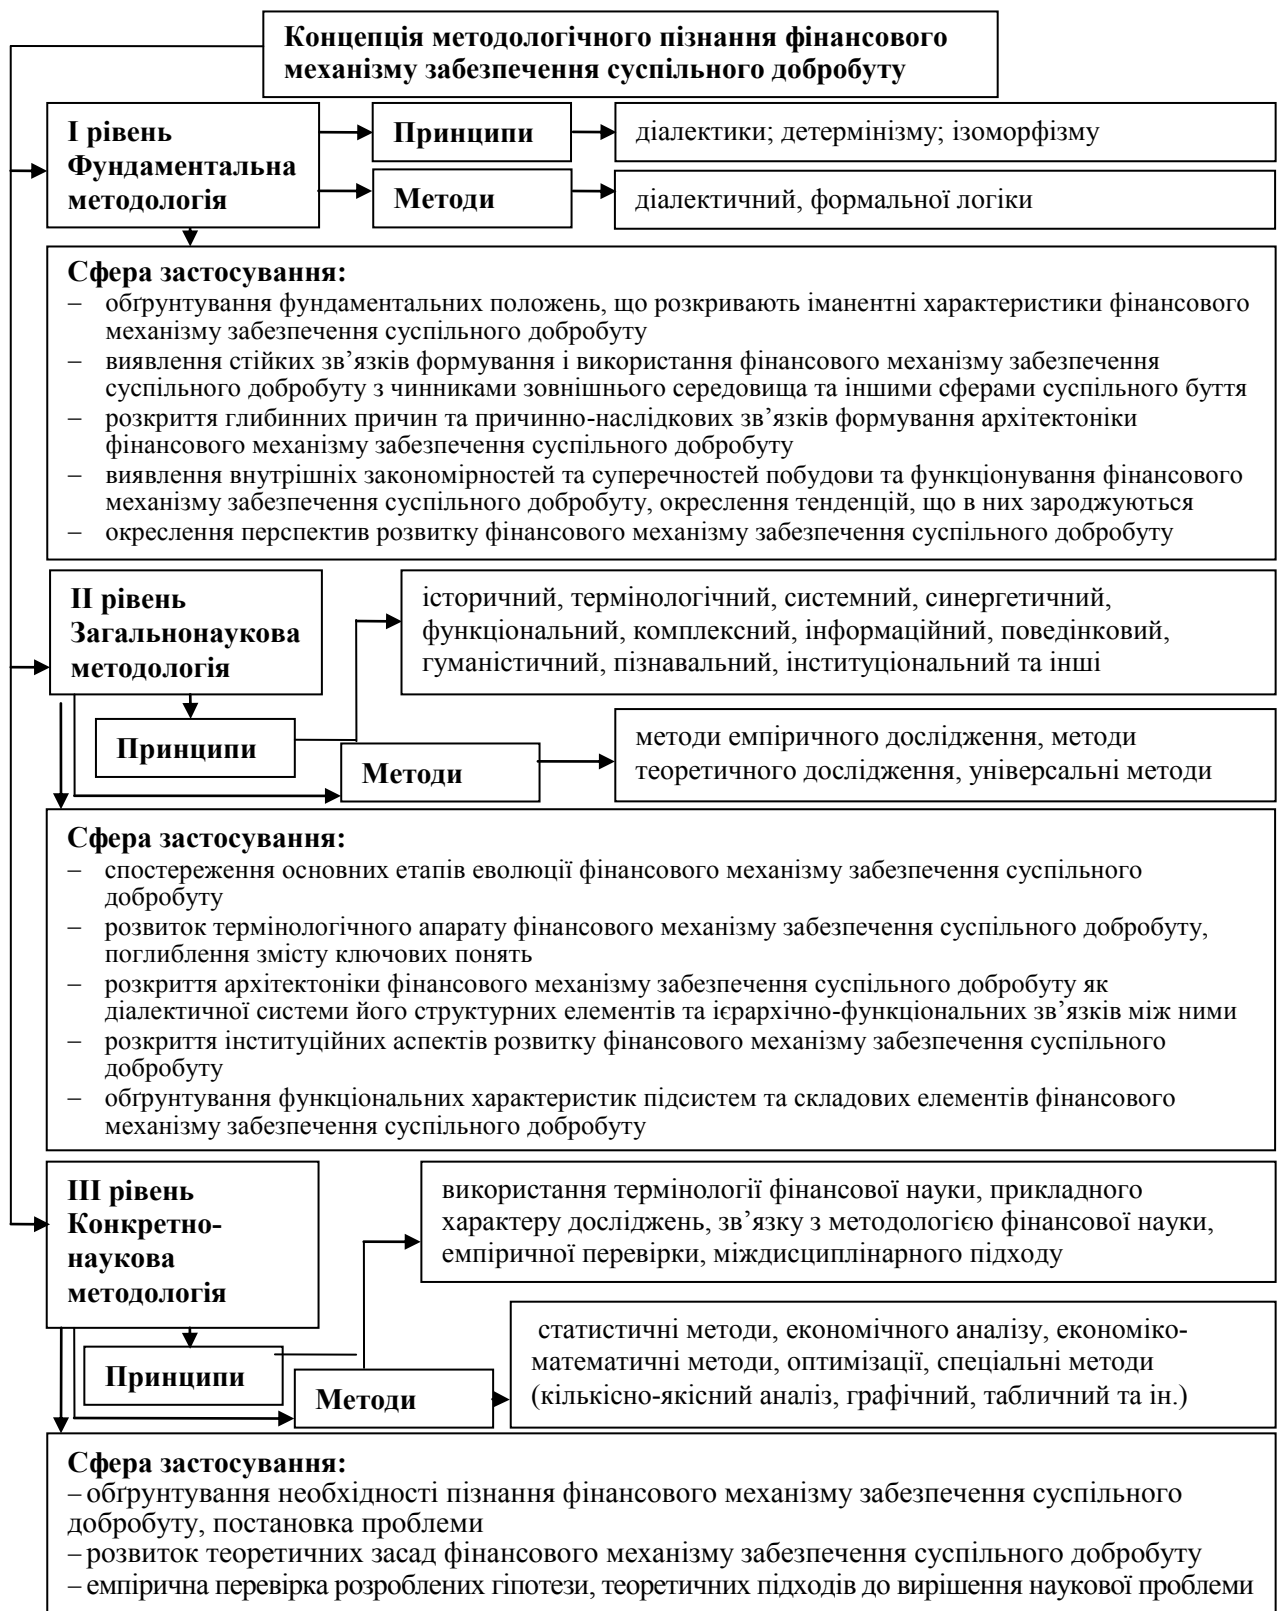 Концепція методологічного пізнання фінансового
механізму забезпечення суспільного добробуту
І рівень
Фундаментальна
методологія
Принципи
діалектики; детермінізму; ізоморфізму
Методи
діалектичний, формальної логіки
Сфера застосування:
– обґрунтування фундаментальних положень, що розкривають іманентні характеристики фінансового
механізму забезпечення суспільного добробуту
– виявлення стійких зв’язків формування і використання фінансового механізму забезпечення
суспільного добробуту з чинниками зовнішнього середовища та іншими сферами суспільного буття
– розкриття глибинних причин та причинно-наслідкових зв’язків формування архітектоніки
фінансового механізму забезпечення суспільного добробуту
– виявлення внутрішніх закономірностей та суперечностей побудови та функціонування фінансового
механізму забезпечення суспільного добробуту, окреслення тенденцій, що в них зароджуються
– окреслення перспектив розвитку фінансового механізму забезпечення суспільного добробуту
ІІ рівень
Загальнонаукова
методологія
історичний, термінологічний, системний, синергетичний,
функціональний, комплексний, інформаційний, поведінковий,
гуманістичний, пізнавальний, інституціональний та інші
Принципи
Методи
методи емпіричного дослідження, методи
теоретичного дослідження, універсальні методи
Сфера застосування:
– спостереження основних етапів еволюції фінансового механізму забезпечення суспільного
добробуту
– розвиток термінологічного апарату фінансового механізму забезпечення суспільного добробуту,
поглиблення змісту ключових понять
– розкриття архітектоніки фінансового механізму забезпечення суспільного добробуту як
діалектичної системи його структурних елементів та ієрархічно-функціональних зв’язків між ними
– розкриття інституційних аспектів розвитку фінансового механізму забезпечення суспільного
добробуту
– обґрунтування функціональних характеристик підсистем та складових елементів фінансового
механізму забезпечення суспільного добробуту
ІІІ рівень
Конкретно-
наукова
методологія
використання термінології фінансової науки, прикладного
характеру досліджень, зв’язку з методологією фінансової науки,
емпіричної перевірки, міждисциплінарного підходу
Принципи
Методи
статистичні методи, економічного аналізу, економіко-
математичні методи, оптимізації, спеціальні методи
(кількісно-якісний аналіз, графічний, табличний та ін.)
Сфера застосування:
– обґрунтування необхідності пізнання фінансового механізму забезпечення суспільного
добробуту, постановка проблеми
– розвиток теоретичних засад фінансового механізму забезпечення суспільного добробуту
– емпірична перевірка розроблених гіпотези, теоретичних підходів до вирішення наукової проблеми